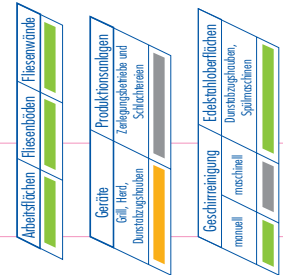 Arbeitsflächen
Fliesenböden
Fliesenwände
Geräte
Grill, Herd,
Dunstabzugshauben
Produktionsanlagen
Zerlegungsbetriebe und
Schlachtereien
Geschirreinigung
manuell
maschinell
Edelstahloberflächen
Dunstabzugshauben,
Spülmaschinen